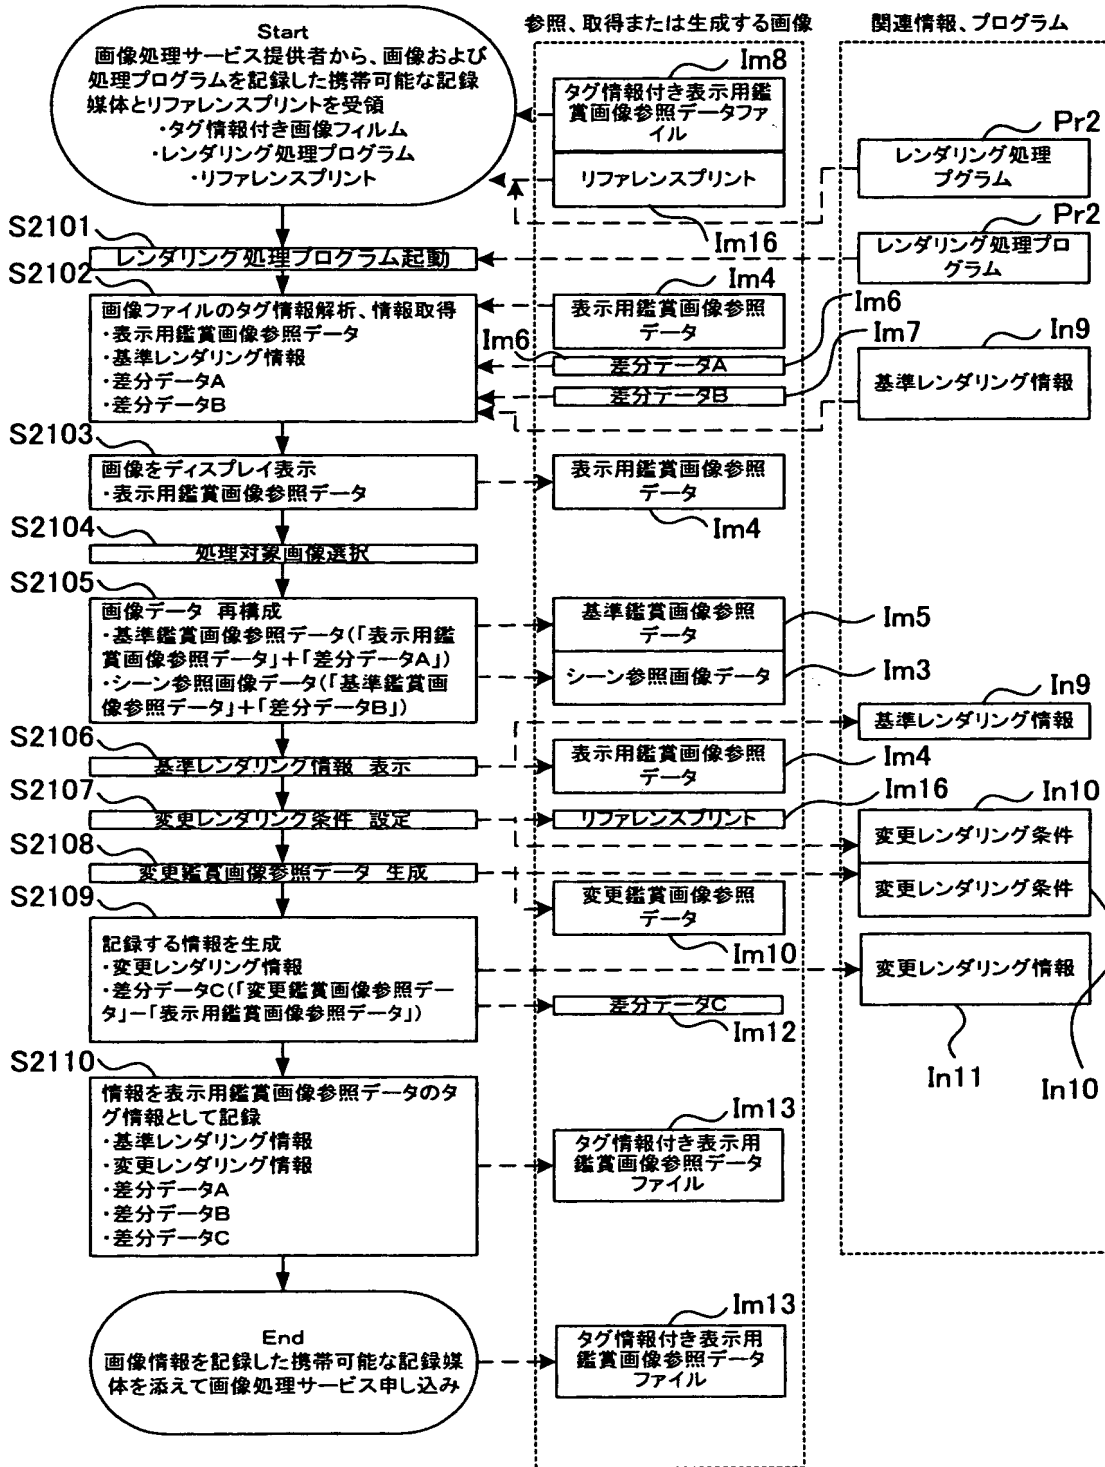 参照、取得または生成する画像
関連情報、プログラム
Start
画像処理サービス提供者から、画像および
処理プログラムを記録した携帯可能な記録
媒体とリファレンスプリントを受領
・タグ情報付き画像フィルム
・レンダリング処理プログラム
・リファレンスプリント
Im8
タグ情報付き表示用鑑
賞画像参照データファ
イル
リファレンスプリント
Im16
Pr2
レンダリング処理
プグラム
S2101
レンダリング処理プログラム起動
Pr2
レンダリング処理プロ
グラム
S2102
画像ファイルのタグ情報解析、情報取得
・表示用鑑賞画像参照データ
・基準レンダリング情報
・差分データA
・差分データB
Im4
表示用鑑賞画像参照
データ
Im6
Im6
差分データA
Im7
差分データB
In9
基準レンダリング情報
S2103
画像をディスプレイ表示
・表示用鑑賞画像参照データ
表示用鑑賞画像参照
データ
Im4
S2104
処理対象画像選択
S2105
画像データ 再構成
・基準鑑賞画像参照データ(「表示用鑑
賞画像参照データ」+「差分データA」)
・シーン参照画像データ(「基準鑑賞画
像参照データ」+「差分データB」)
基準鑑賞画像参照
データ
Im5
シーン参照画像データ
Im3
In9
基準レンダリング情報
S2106
基準レンダリング情報 表示
表示用鑑賞画像参照
データ
Im4
S2107
変更レンダリング条件 設定
Im16
リファレンスプリント
In10
変更レンダリング条件
S2108
変更鑑賞画像参照データ 生成
変更レンダリング条件
In10
変更鑑賞画像参照
データ
Im10
S2109
記録する情報を生成
・変更レンダリング情報
・差分データC(「変更鑑賞画像参照デー
タ」-「表示用鑑賞画像参照データ」)
変更レンダリング情報
In11
差分データC
Im12
S2110
情報を表示用鑑賞画像参照データのタ
グ情報として記録
・基準レンダリング情報
・変更レンダリング情報
・差分データA
・差分データB
・差分データC
Im13
タグ情報付き表示用
鑑賞画像参照データ
ファイル
End
画像情報を記録した携帯可能な記録媒
体を添えて画像処理サービス申し込み
Im13
タグ情報付き表示用
鑑賞画像参照データ
ファイル